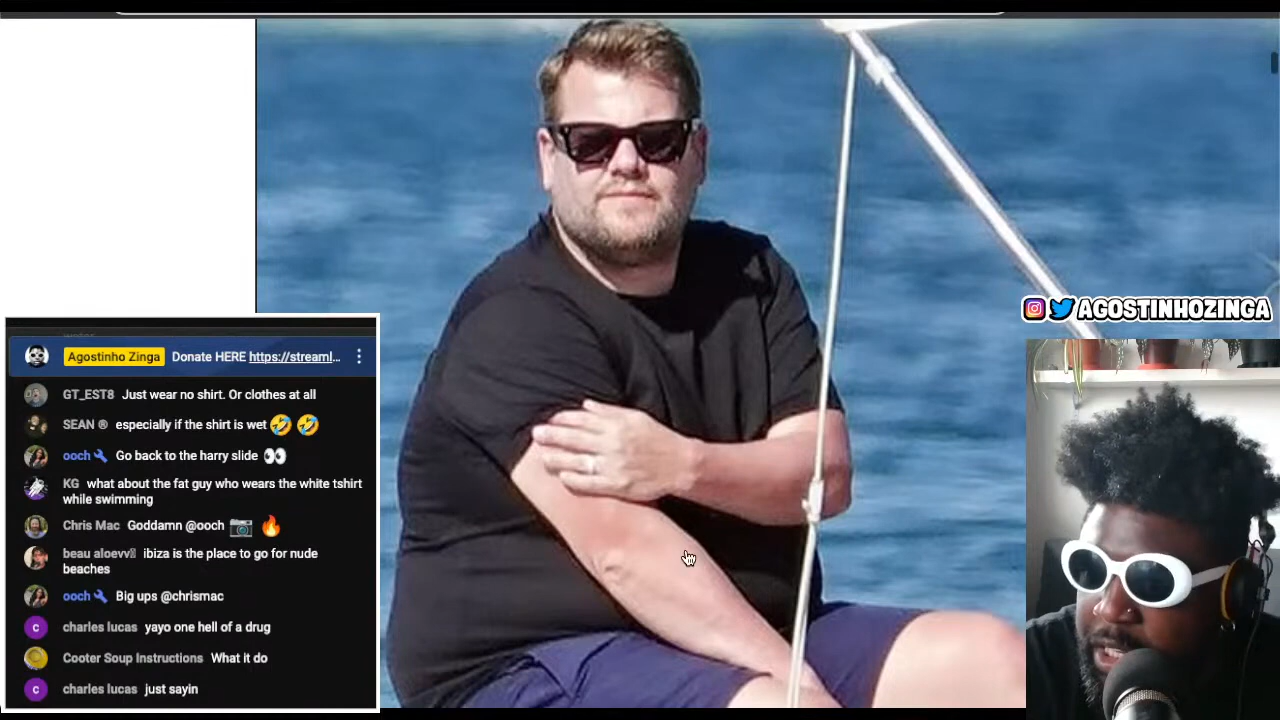 AGOSTINHOZINGA
Agostinho Zinga Donate HERE https://streaml...
GT_EST8 Just wear no shirt. Or clothes at all
SEAN ® especially if the shirt is wet 🤣 🤣
ooch Go back to the harry slide 👀
KG what about the fat guy who wears the white tshirt
while swimming
Chris Mac Goddamn @ooch 📷 🔥
beau aloevv ibiza is the place to go for nude
beaches
ooch Big ups @chrismac
C charles lucas yayo one hell of a drug
Cooter Soup Instructions What it do
C charles lucas just sayin